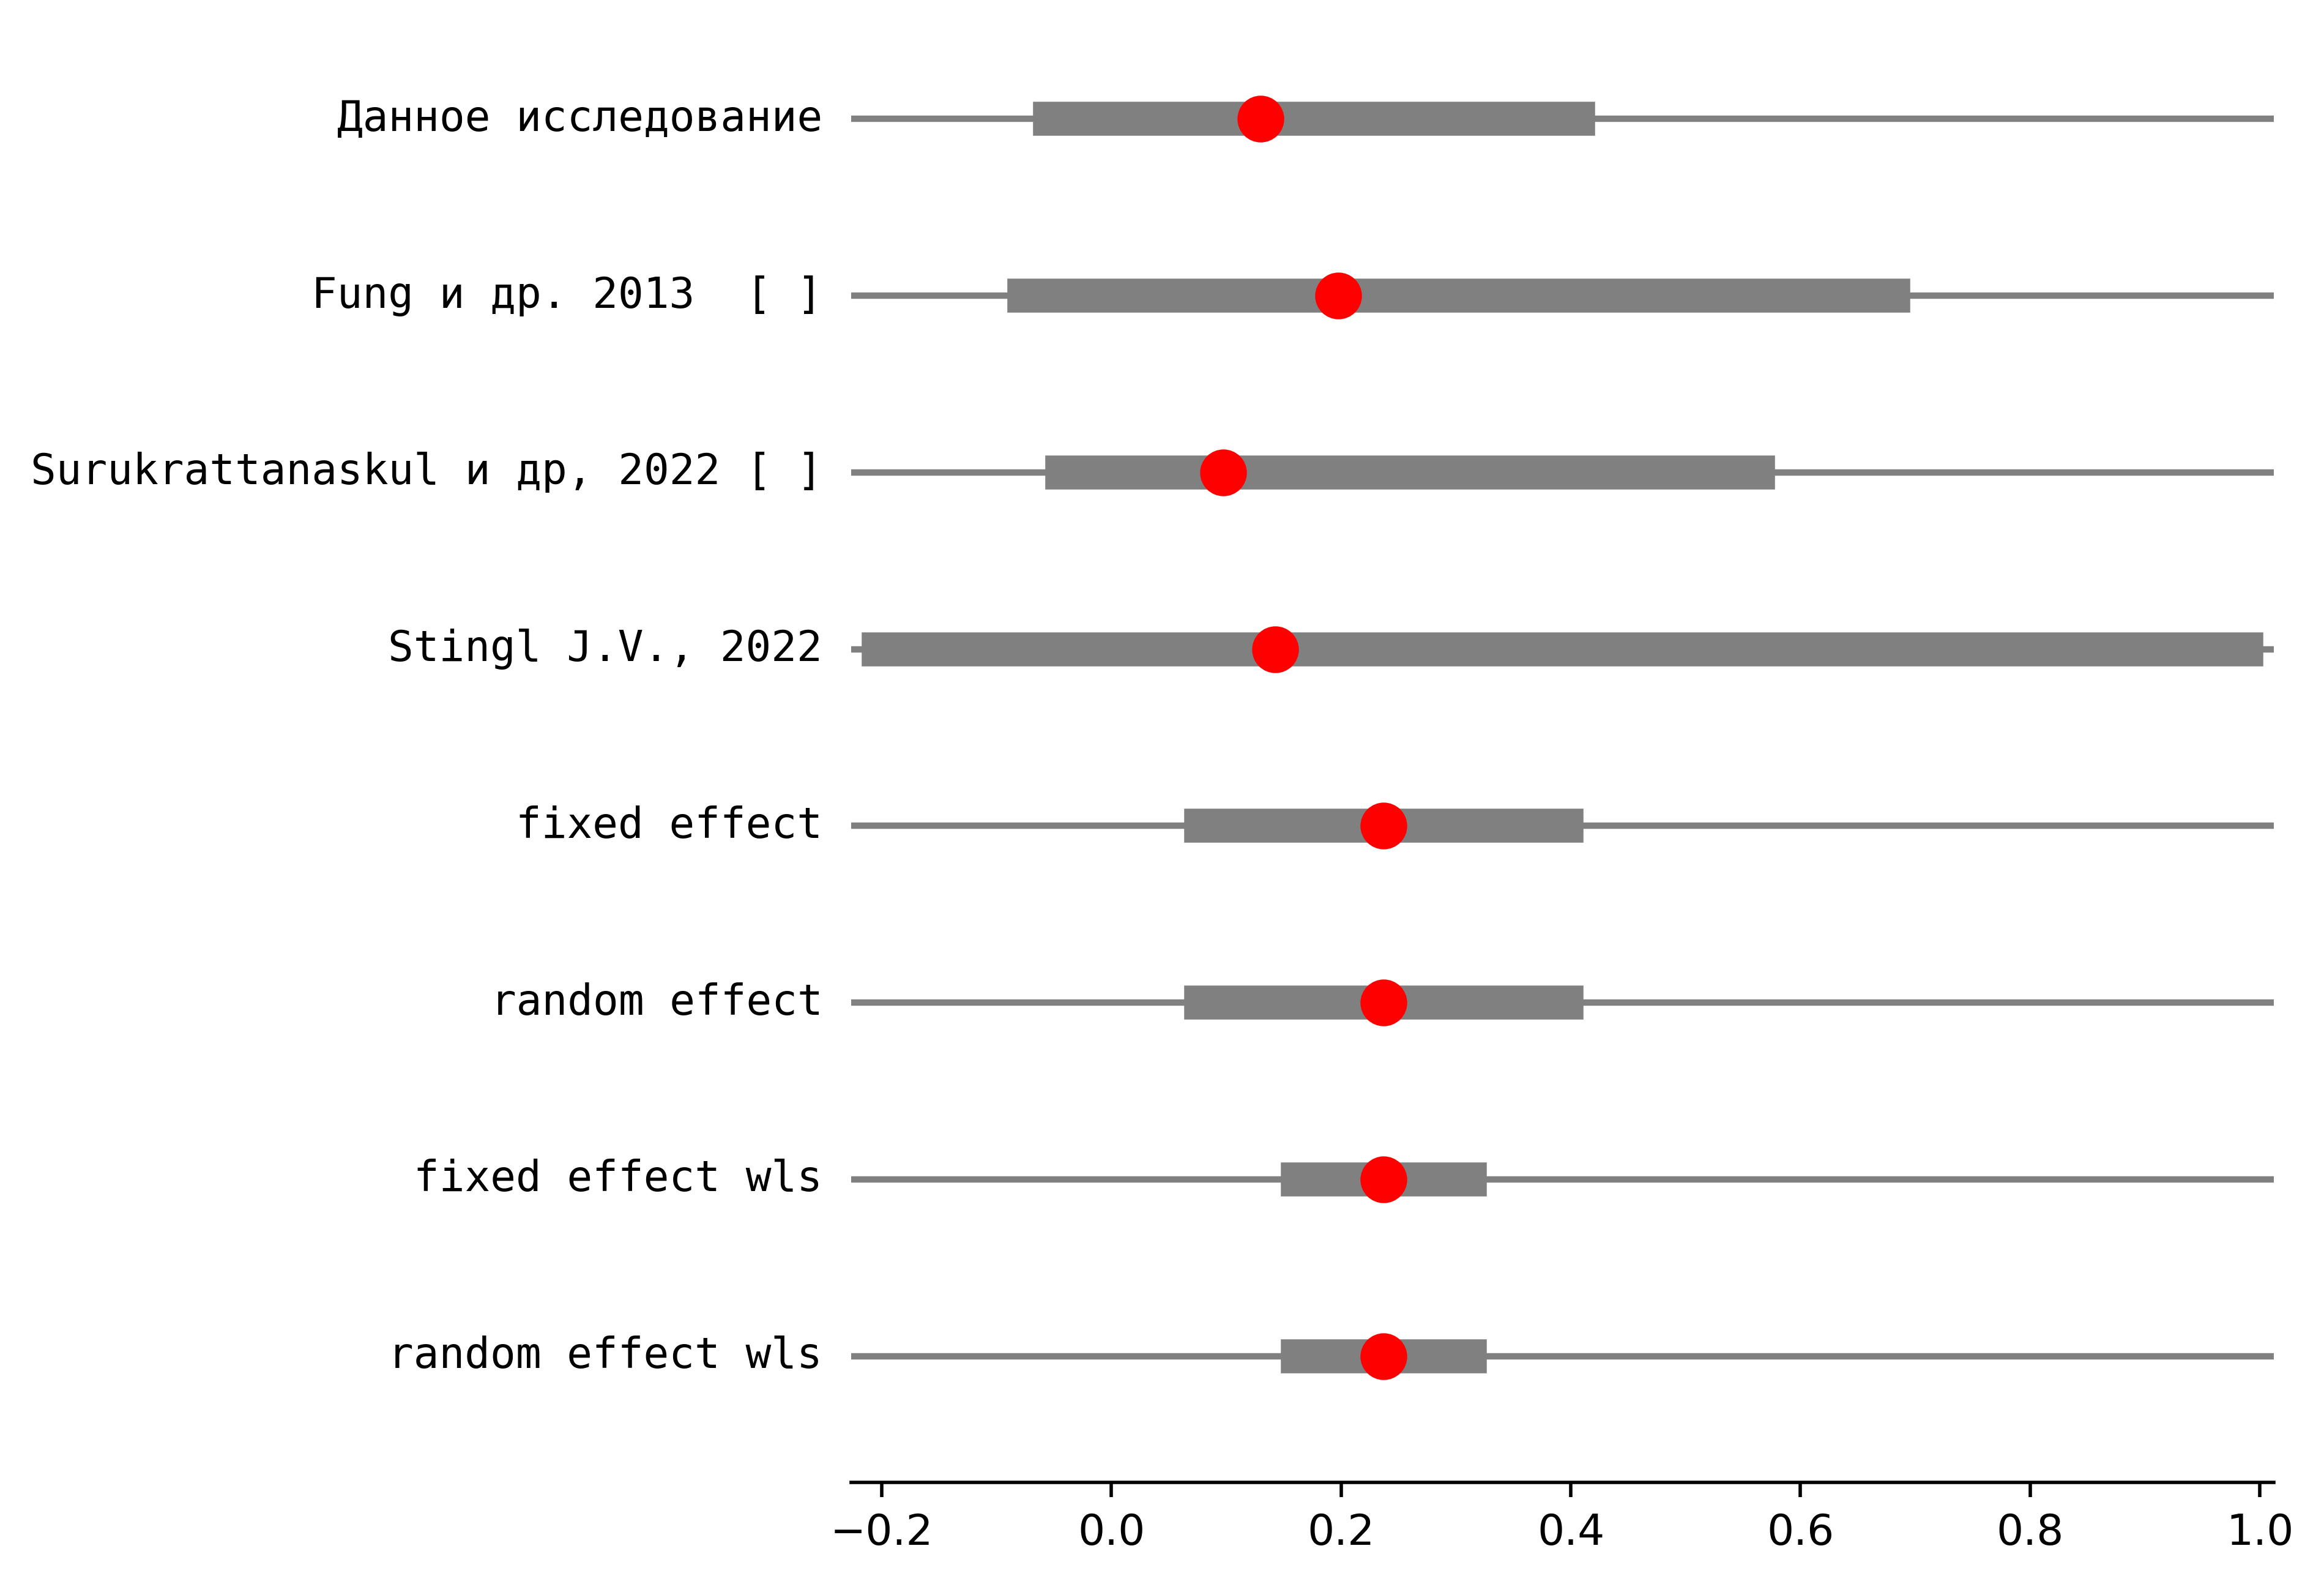 Данное исследование
Fung и др. 2013  [ ]
Surukrattanaskul и др, 2022 [ ]
Stingl J.V., 2022
fixed effect
random effect
fixed effect wls
random effect wls
−0.2 0.0 0.2 0.4 0.6 0.8 1.0